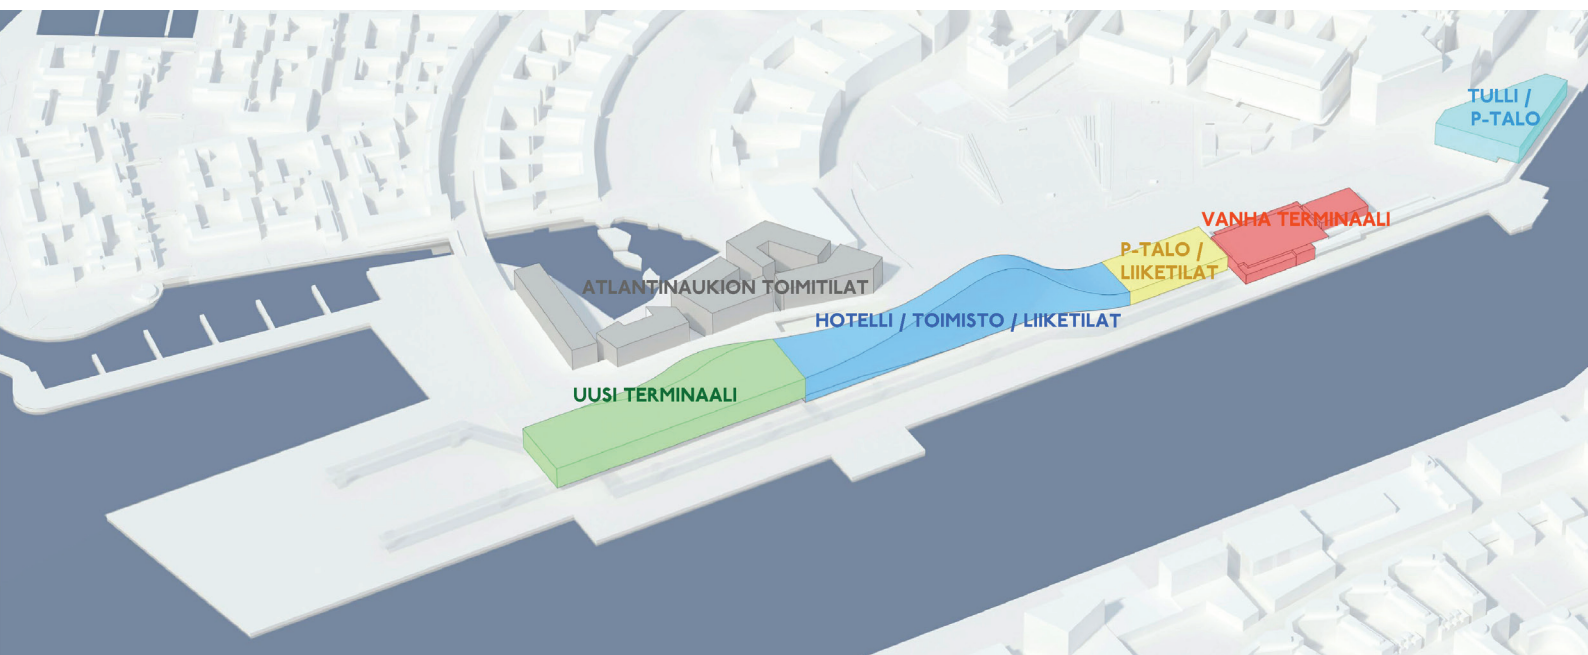 TULLI /
P-TALO
VANHA TERMINAALI
P-TALO /
LIIKETILAT
ATLANTINAUKION TOIMITILAT
HOTELLI / TOIMISTO / LIIKETILAT
UUSI TERMINAALI